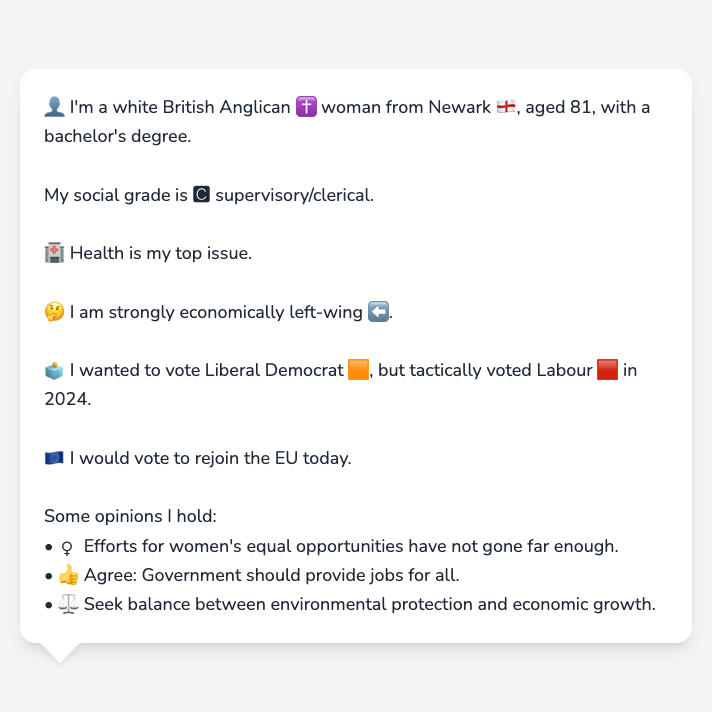 👤 I'm a white British Anglican ✝️ woman from Newark 🏴󠁧󠁢󠁥󠁮󠁧󠁿, aged 81, with a
bachelor's degree.
My social grade is 🅲 supervisory/clerical.
🏥 Health is my top issue.
🤔 I am strongly economically left-wing ⬅️.
🗳️ I wanted to vote Liberal Democrat 🟧, but tactically voted Labour 🟥 in
2024.
🇪🇺 I would vote to rejoin the EU today.
Some opinions I hold:
• ♀️ Efforts for women's equal opportunities have not gone far enough.
• 👍 Agree: Government should provide jobs for all.
• ⚖️ Seek balance between environmental protection and economic growth.